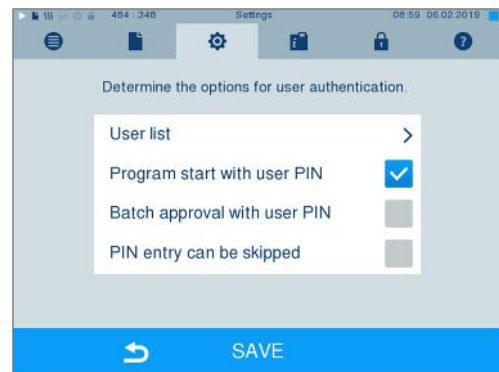 484 : 348 Settings 08:59 06.02.2019
Determine the options for user authentication.
User list
Program start with user PIN
Batch approval with user PIN
PIN entry can be skipped
SAVE